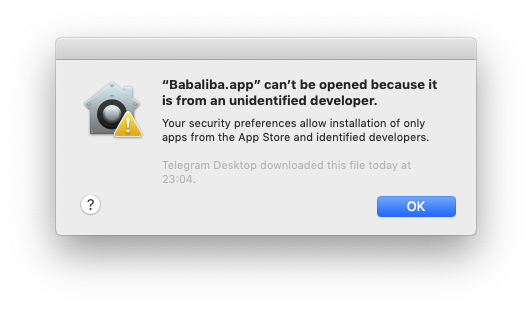 “Babaliba.app” can’t be opened because it
is from an unidentified developer.
Your security preferences allow installation of only
apps from the App Store and identified developers.
Telegram Desktop downloaded this file today at
23:04.
?
OK